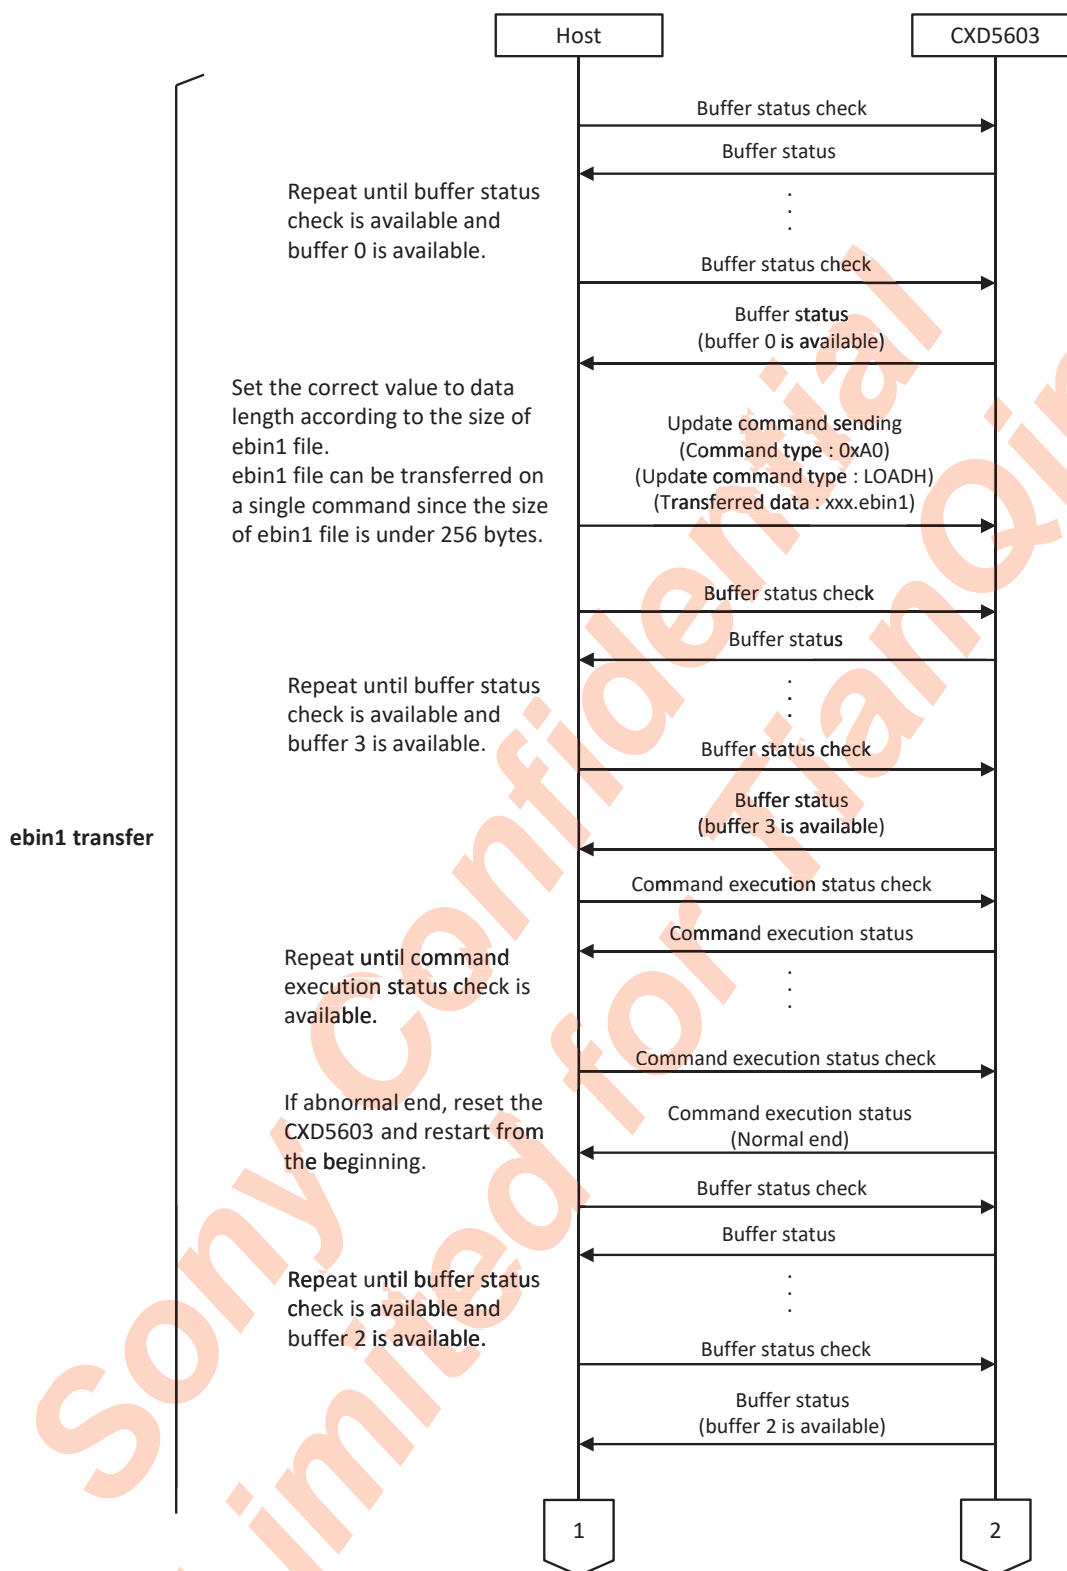 Host
CXD5603
Buffer status check
Buffer status
Repeat until buffer status
check is available and
buffer 0 is available.
Buffer status check
Buffer status
(buffer 0 is available)
Set the correct value to data
length according to the size of
ebin1 file.
ebin1 file can be transferred on
a single command since the size
of ebin1 file is under 256 bytes.
Update command sending
(Command type : 0xA0)
(Update command type : LOADH)
(Transferred data : xxx.ebin1)
Buffer status check
Buffer status
Repeat until buffer status
check is available and
buffer 3 is available.
Buffer status check
Buffer status
(buffer 3 is available)
ebin1 transfer
Command execution status check
Command execution status
Repeat until command
execution status check is
available.
Command execution status check
If abnormal end, reset the
CXD5603 and restart from
the beginning.
Command execution status
(Normal end)
Buffer status check
Buffer status
Repeat until buffer status
check is available and
buffer 2 is available.
Buffer status check
Buffer status
(buffer 2 is available)
1
2
Sony Confidential
imited for TianQin